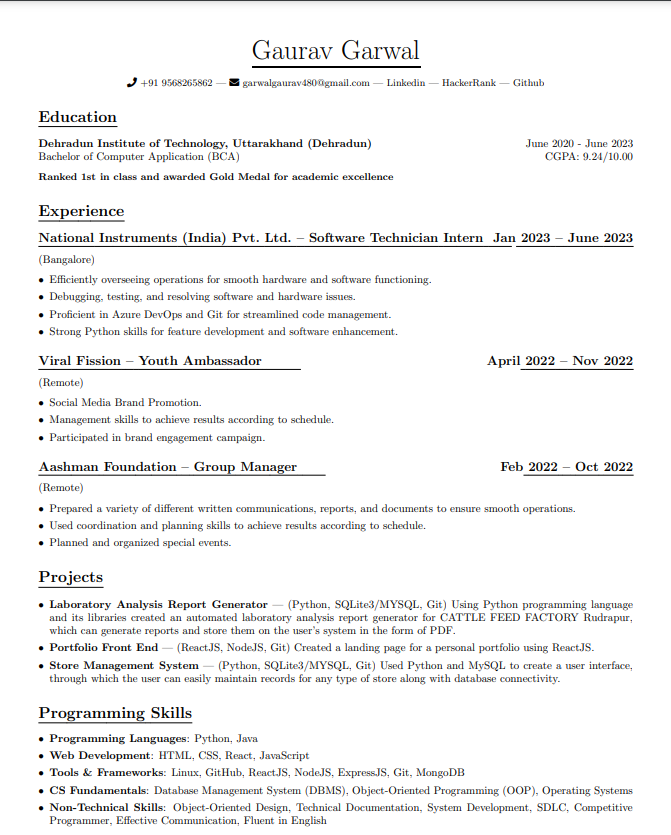 Gaurav Garwal
+91 9568265862 — garwalgaurav480@gmail.com — Linkedin — HackerRank — Github
Education
Dehradun Institute of Technology, Uttarakhand (Dehradun) June 2020 - June 2023
Bachelor of Computer Application (BCA) CGPA: 9.24/10.00
Ranked 1st in class and awarded Gold Medal for academic excellence
Experience
National Instruments (India) Pvt. Ltd. – Software Technician Intern Jan 2023 – June 2023
(Bangalore)
• Efficiently overseeing operations for smooth hardware and software functioning.
• Debugging, testing, and resolving software and hardware issues.
• Proficient in Azure DevOps and Git for streamlined code management.
• Strong Python skills for feature development and software enhancement.
Viral Fission – Youth Ambassador April 2022 – Nov 2022
(Remote)
• Social Media Brand Promotion.
• Management skills to achieve results according to schedule.
• Participated in brand engagement campaign.
Aashman Foundation – Group Manager Feb 2022 – Oct 2022
(Remote)
• Prepared a variety of different written communications, reports, and documents to ensure smooth operations.
• Used coordination and planning skills to achieve results according to schedule.
• Planned and organized special events.
Projects
• Laboratory Analysis Report Generator — (Python, SQLite3/MYSQL, Git) Using Python programming language
and its libraries created an automated laboratory analysis report generator for CATTLE FEED FACTORY Rudrapur,
which can generate reports and store them on the user's system in the form of PDF.
• Portfolio Front End — (ReactJS, NodeJS, Git) Created a landing page for a personal portfolio using ReactJS.
• Store Management System — (Python, SQLite3/MYSQL, Git) Used Python and MySQL to create a user interface,
through which the user can easily maintain records for any type of store along with database connectivity.
Programming Skills
• Programming Languages: Python, Java
• Web Development: HTML, CSS, React, JavaScript
• Tools & Frameworks: Linux, GitHub, ReactJS, NodeJS, ExpressJS, Git, MongoDB
• CS Fundamentals: Database Management System (DBMS), Object-Oriented Programming (OOP), Operating Systems
• Non-Technical Skills: Object-Oriented Design, Technical Documentation, System Development, SDLC, Competitive
Programmer, Effective Communication, Fluent in English